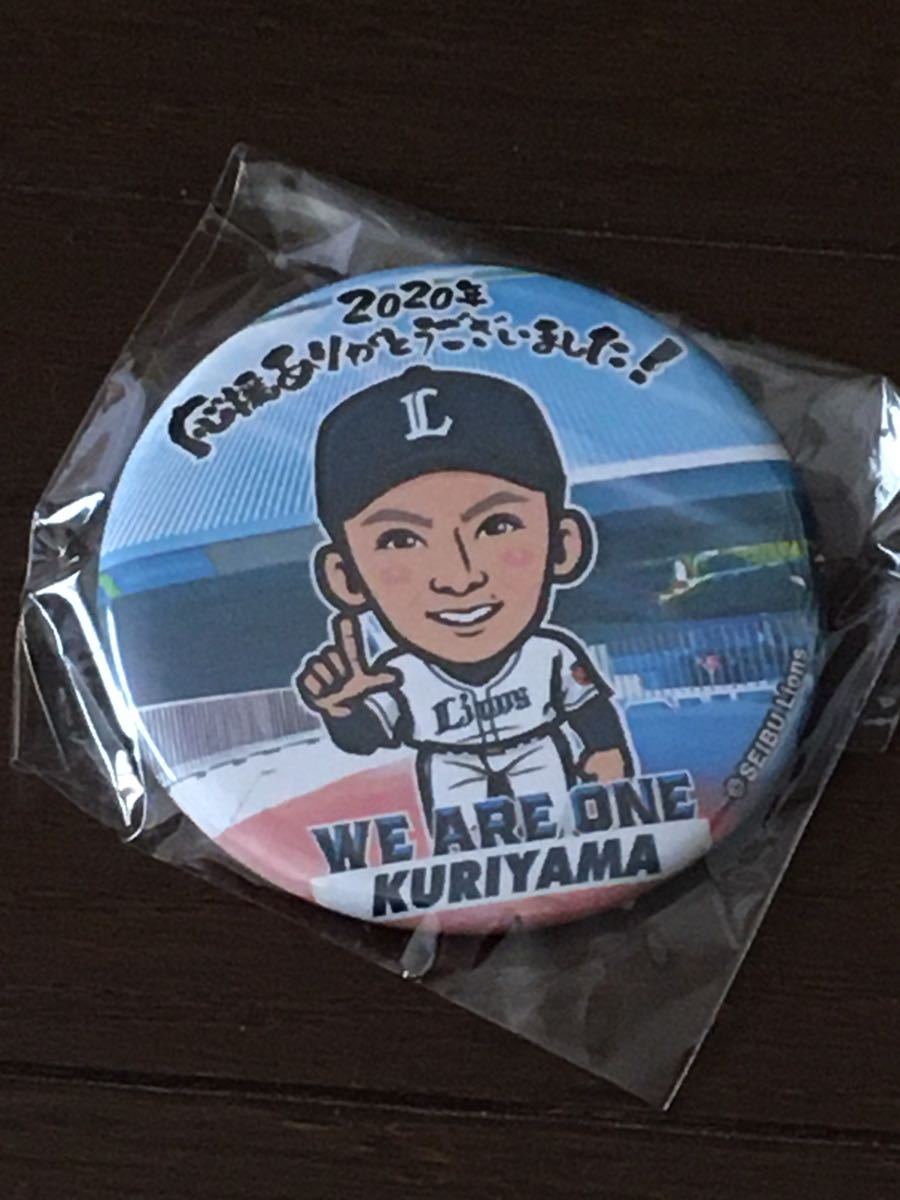 2020年
応援ありがとうございました!
L
Lions
WE ARE ONE
KURIYAMA
©SEIBU Lions